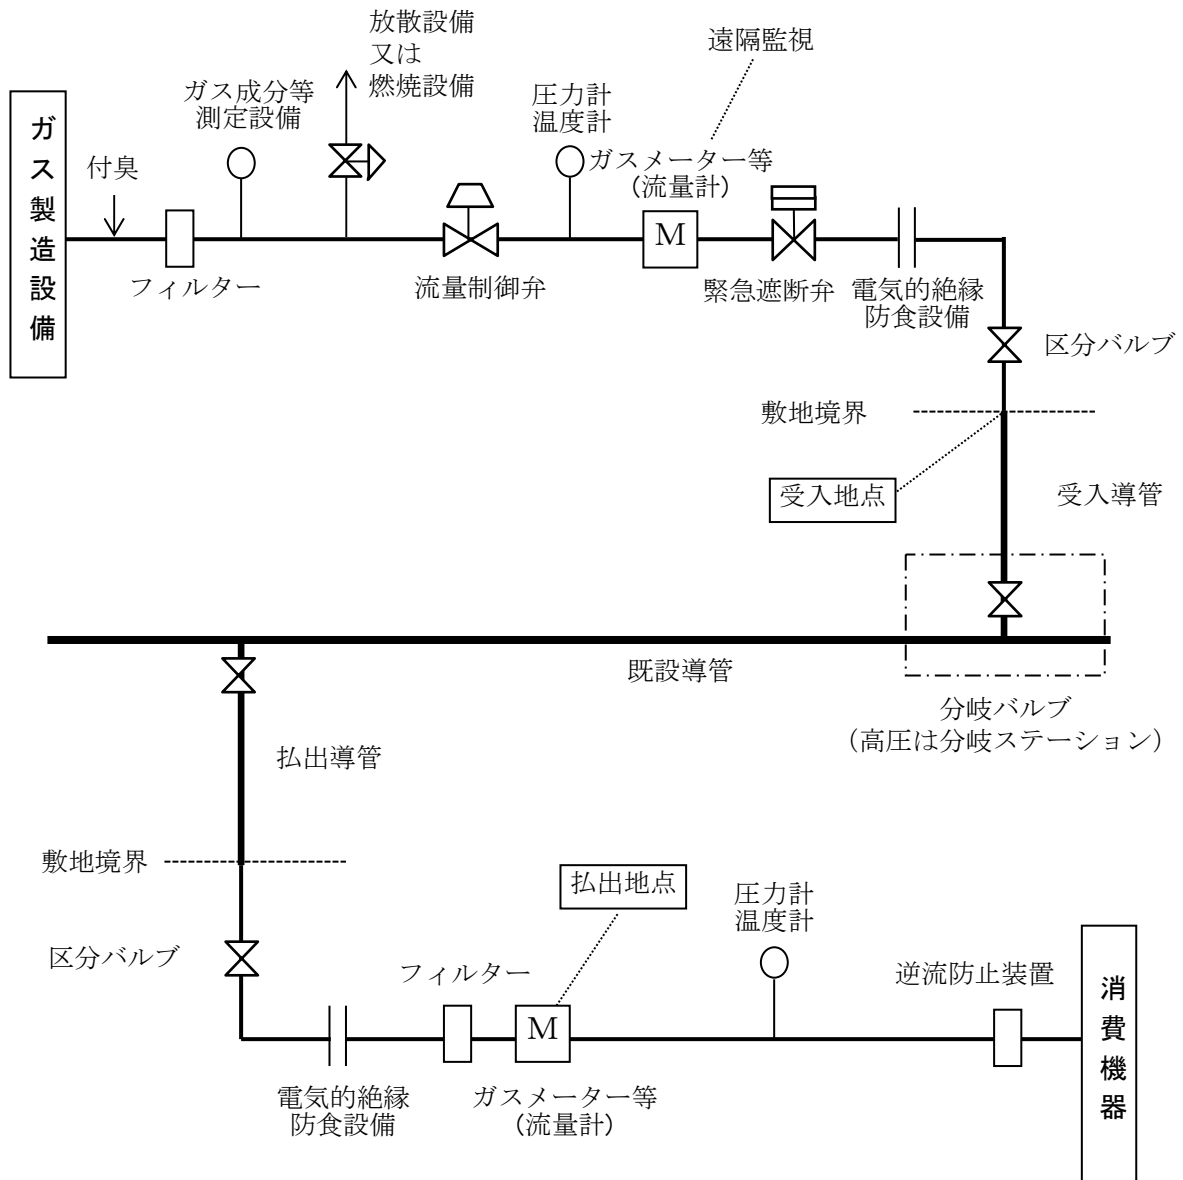 放散設備
又は
燃焼設備
遠隔監視
ガス成分等
測定設備
圧力計
温度計
ガス製造設備
付臭
ガスメーター等
(流量計)
M
フィルター
流量制御弁
緊急遮断弁
電気的絶縁
防食設備
区分バルブ
敷地境界
受入地点
受入導管
既設導管
分岐バルブ
（高圧は分岐ステーション）
払出導管
敷地境界
払出地点
圧力計
温度計
区分バルブ
フィルター
逆流防止装置
消費機器
M
電気的絶縁
防食設備
ガスメーター等
（流量計）